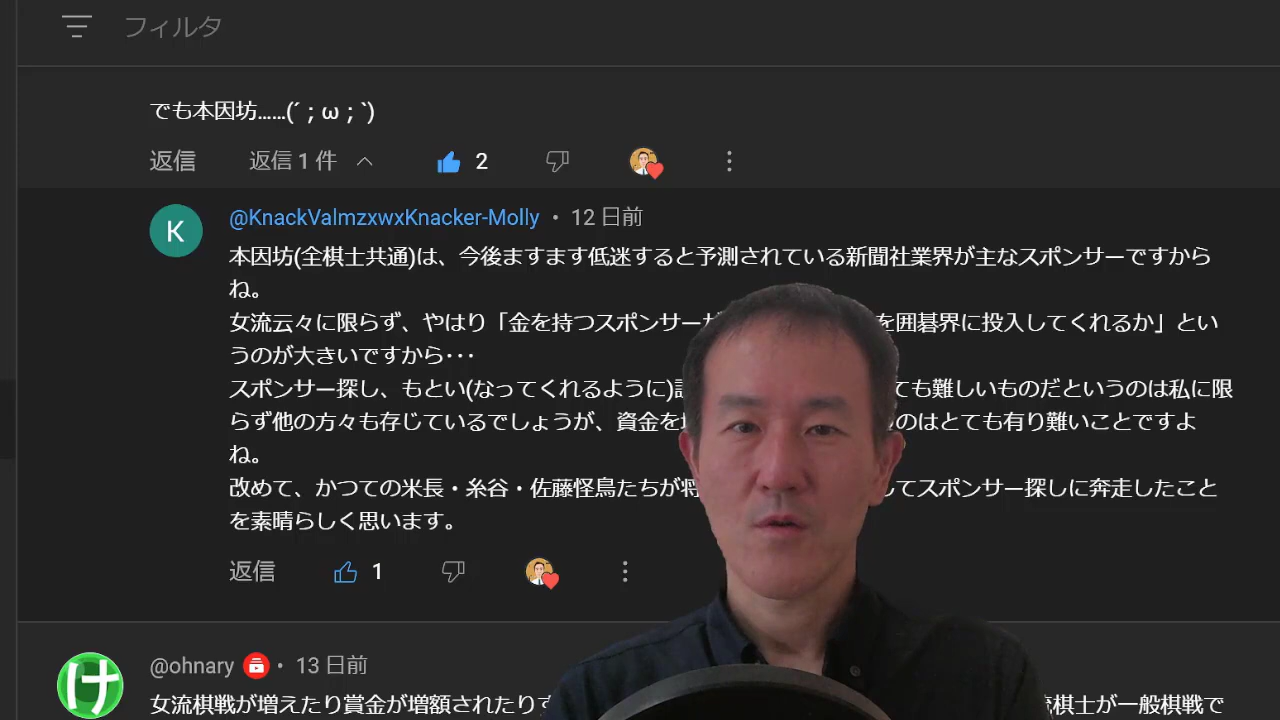 フィルタ
でも本因坊……(´；ω；`)
返信 返信 1 件 2
K @KnackValmzxwxKnacker-Molly • 12 日前
本因坊(全棋士共通)は、今後ますます低迷すると予測されている新聞社業界が主なスポンサーですから
ね。
女流云々に限らず、やはり「金を持つスポンサー を囲碁界に投入してくれるか」とい
うのが大きいですから･･･
スポンサー探し、もとい(なってくれるように) ても難しいものだというのは私に限
らず他の方々も存じているでしょうが、資金を のはとても有り難いことですよ
ね。
改めて、かつての米長・糸谷・佐藤怪鳥たちが将 してスポンサー探しに奔走したこと
を素晴らしく思います。
返信 1
け @ohnary • 13 日前
女流棋戦が増えたり賞金が増額されたりす 流棋士が一般棋戦で